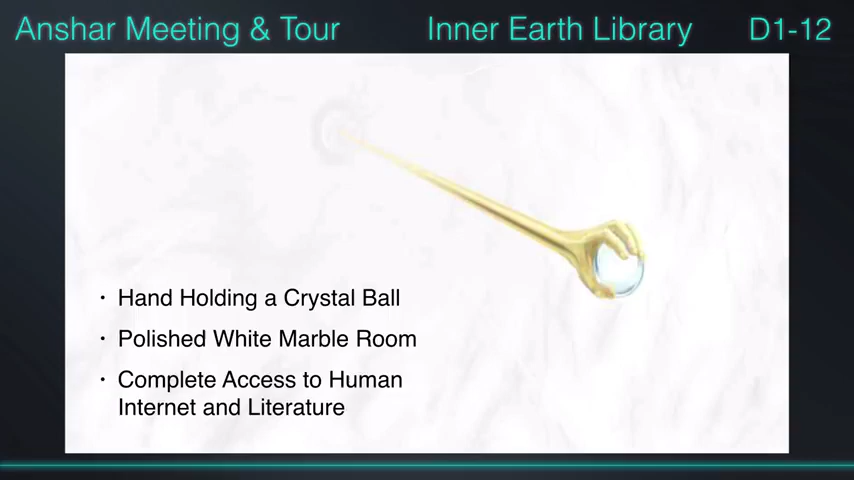 Anshar Meeting & Tour Inner Earth Library D1-12
· Hand Holding a Crystal Ball
· Polished White Marble Room
· Complete Access to Human
Internet and Literature